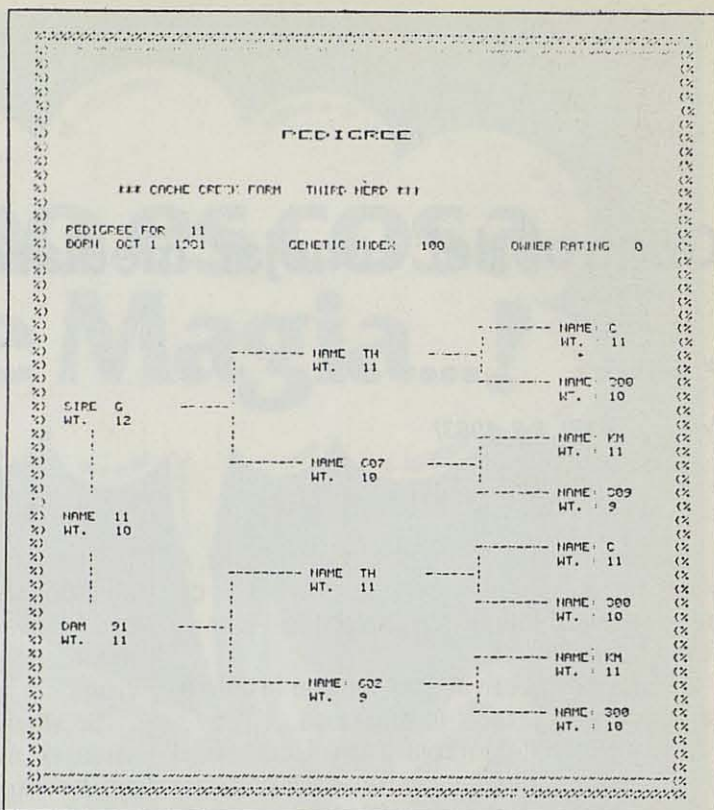 PEDIGREE
*** CACHE CREEK FARM THIRD HERD ***
PEDIGREE FOR 11
BORN OCT 1 1981 GENETIC INDEX 100 OWNER RATING 0
NAME: C
WT. : 11
NAME TH
WT. 11
NAME: 300
WT. : 10
SIRE G
WT. 12
NAME: KM
WT. : 11
NAME C07
WT. 10
NAME: 309
WT. : 9
NAME 11
WT. 10
NAME: C
WT. : 11
NAME TH
WT. 11
NAME: 300
WT. : 10
DAM 91
WT. 11
NAME: KM
WT. : 11
NAME: C02
WT. 9
NAME: 300
WT. : 10